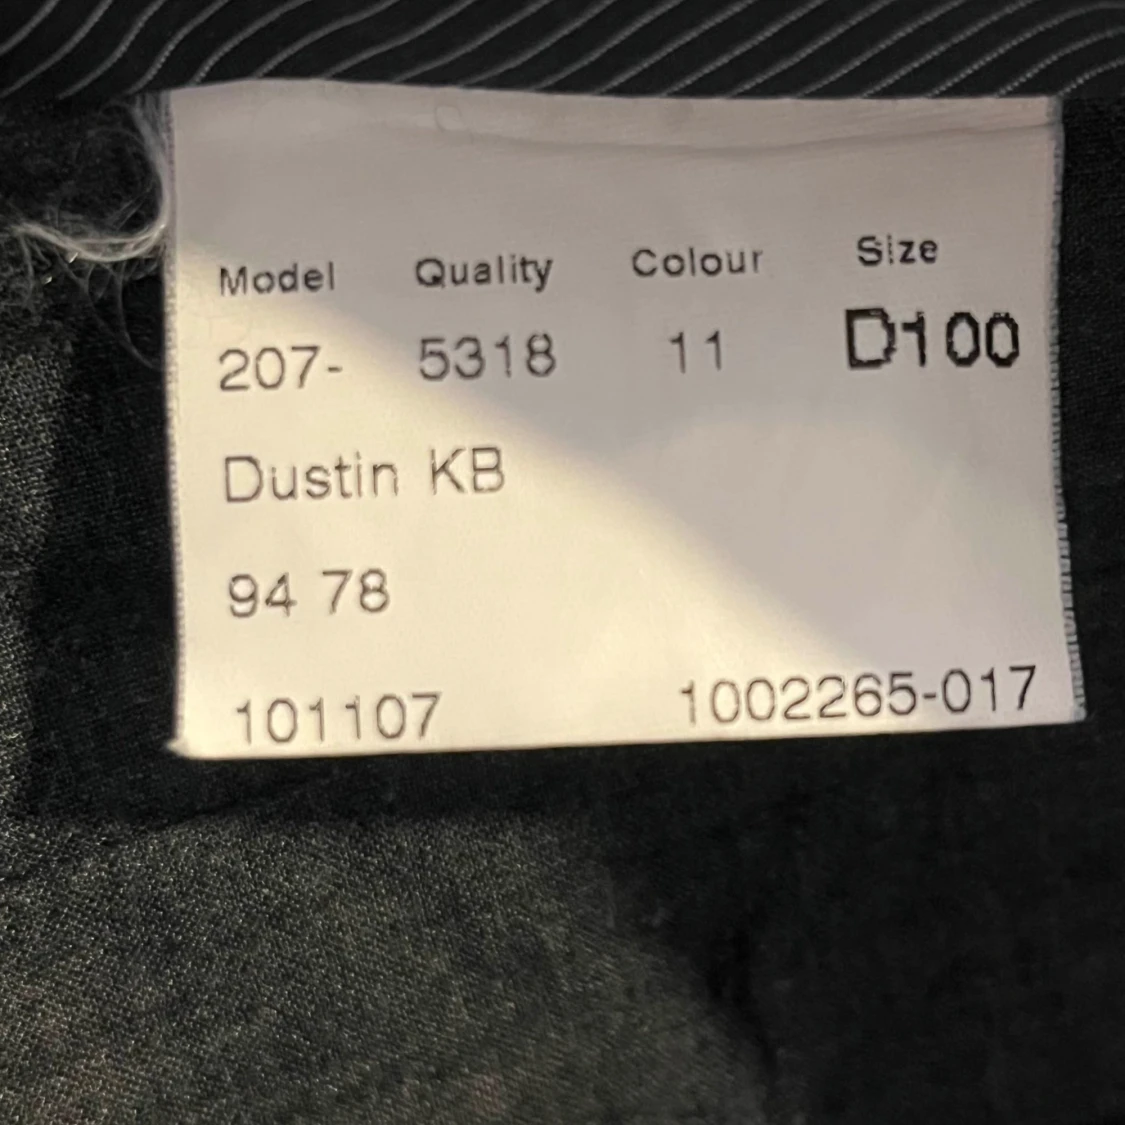 Model Quality Colour Size
207- 5318 11 D100
Dustin KB
94 78
101107 1002265-017